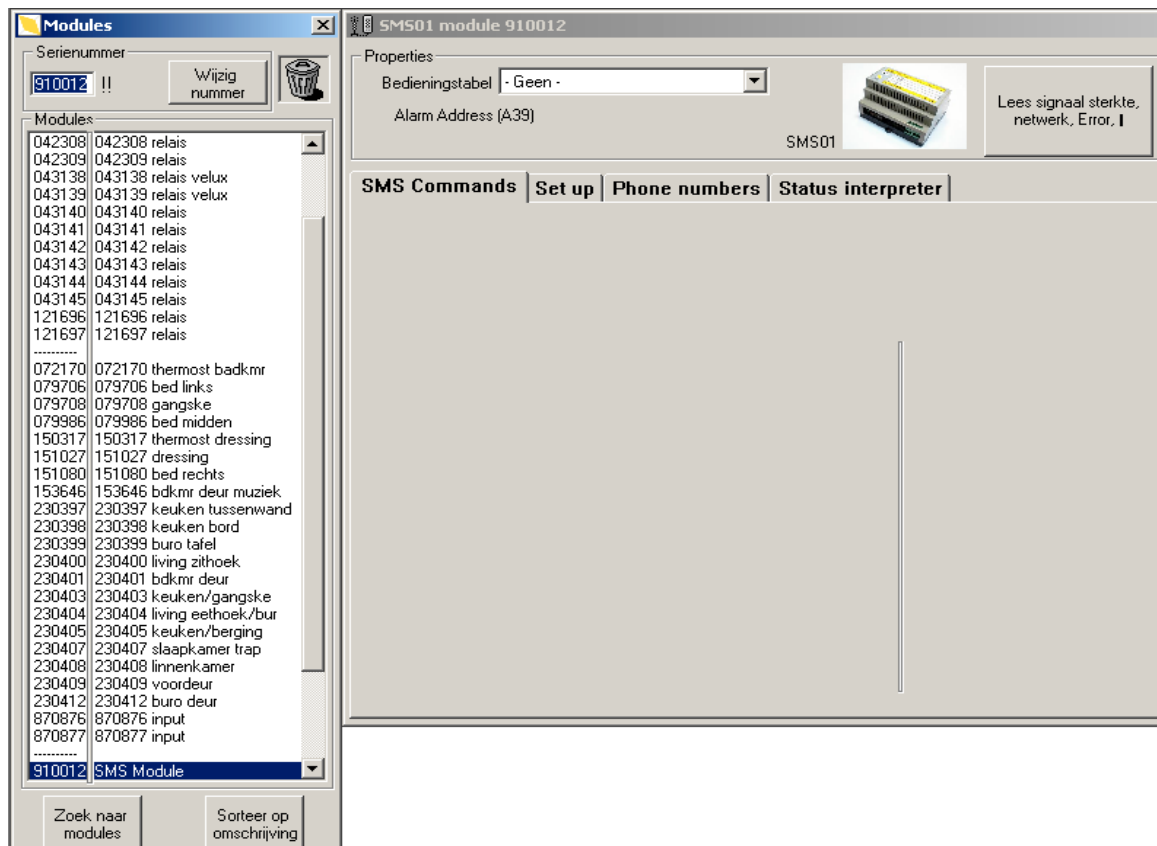 Modules
Serienummer
910012 !!
Wijzig
nummer
Modules
042308 042308 relais
042309 042309 relais
043138 043138 relais velux
043139 043139 relais velux
043140 043140 relais
043141 043141 relais
043142 043142 relais
043143 043143 relais
043144 043144 relais
043145 043145 relais
121696 121696 relais
121697 121697 relais
----------
072170 072170 thermost badkmr
079706 079706 bed links
079708 079708 gangske
079986 079986 bed midden
150317 150317 thermost dressing
151027 151027 dressing
151080 151080 bed rechts
153646 153646 bdkmr deur muziek
230397 230397 keuken tussenwand
230398 230398 keuken bord
230399 230399 buro tafel
230400 230400 living zithoek
230401 230401 bdkmr deur
230403 230403 keuken/gangske
230404 230404 living eethoek/bur
230405 230405 keuken/berging
230407 230407 slaapkamer trap
230408 230408 linnenkamer
230409 230409 voordeur
230412 230412 buro deur
870876 870876 input
870877 870877 input
----------
910012 SMS Module
Zoek naar
modules
Sorteer op
omschrijving
SMS01 module 910012
Properties
Bedieningstabel - Geen -
Alarm Address (A39)
SMS01
Lees signaal sterkte,
netwerk, Error, I
SMS Commands Set up Phone numbers Status interpreter